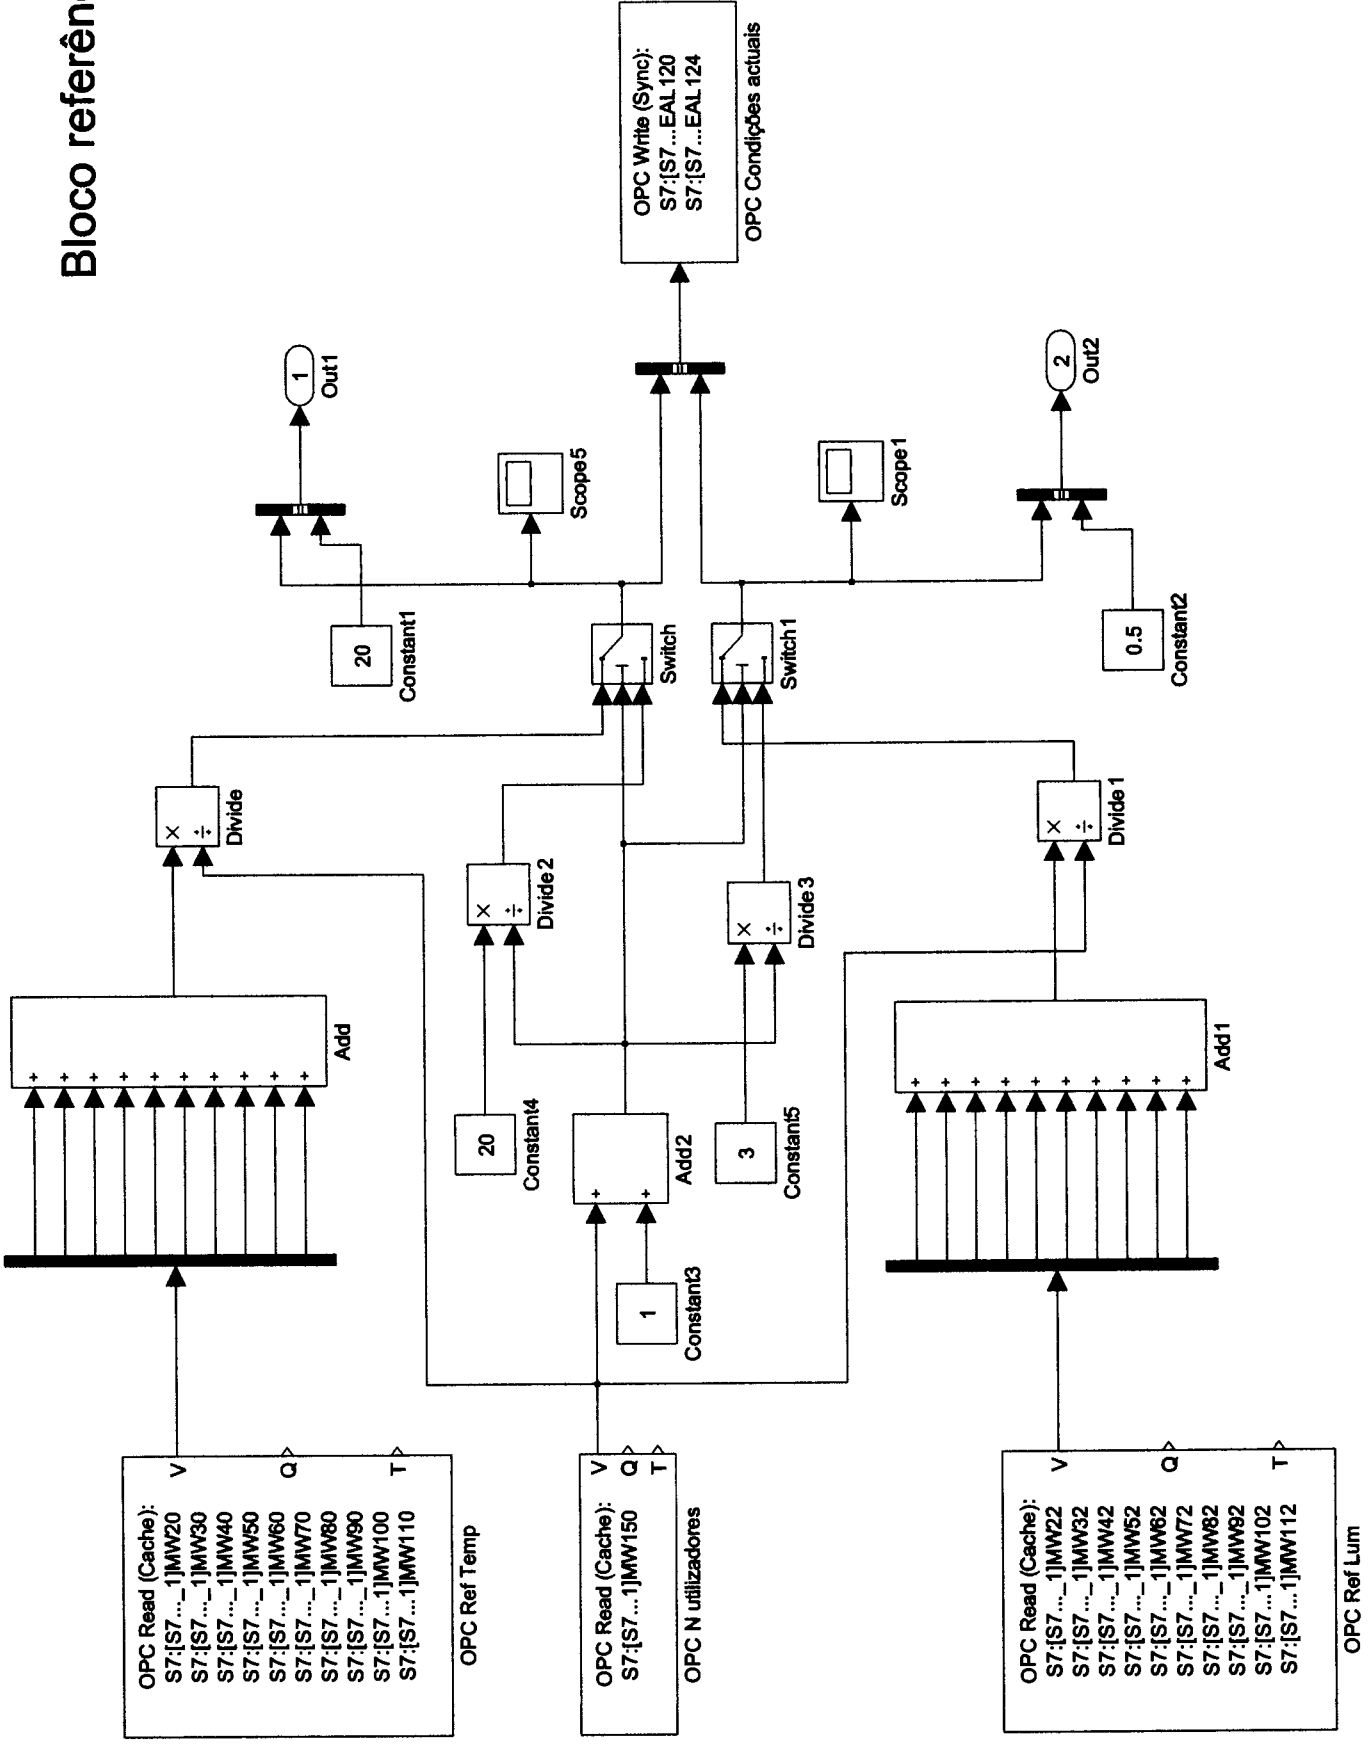 Bloco referên
OPC Read (Cache):
S7:[S7..._1]MW20
S7:[S7..._1]MW30
S7:[S7..._1]MW40
S7:[S7..._1]MW50
S7:[S7..._1]MW60
S7:[S7..._1]MW70
S7:[S7..._1]MW80
S7:[S7..._1]MW90
S7:[S7...1]MW100
S7:[S7...1]MW110
V
Q
T
OPC Ref Temp
+
+
+
+
+
+
+
+
+
+
Add
×
÷
Divide
20
Constant1
1
Out1
20
Constant4
×
÷
Divide2
Scope5
OPC Read (Cache):
S7:[S7...1]MW150
V
Q
T
OPC N utilizadores
1
Constant3
+
+
Add2
Switch
OPC Write (Sync):
S7:[S7...EAL120
S7:[S7...EAL124
OPC Condições actuais
3
Constant5
×
÷
Divide3
Switch1
Scope1
OPC Read (Cache):
S7:[S7..._1]MW22
S7:[S7..._1]MW32
S7:[S7..._1]MW42
S7:[S7..._1]MW52
S7:[S7..._1]MW62
S7:[S7..._1]MW72
S7:[S7..._1]MW82
S7:[S7..._1]MW92
S7:[S7...1]MW102
S7:[S7...1]MW112
V
Q
T
OPC Ref Lum
+
+
+
+
+
+
+
+
+
+
Add1
×
÷
Divide1
0.5
Constant2
2
Out2